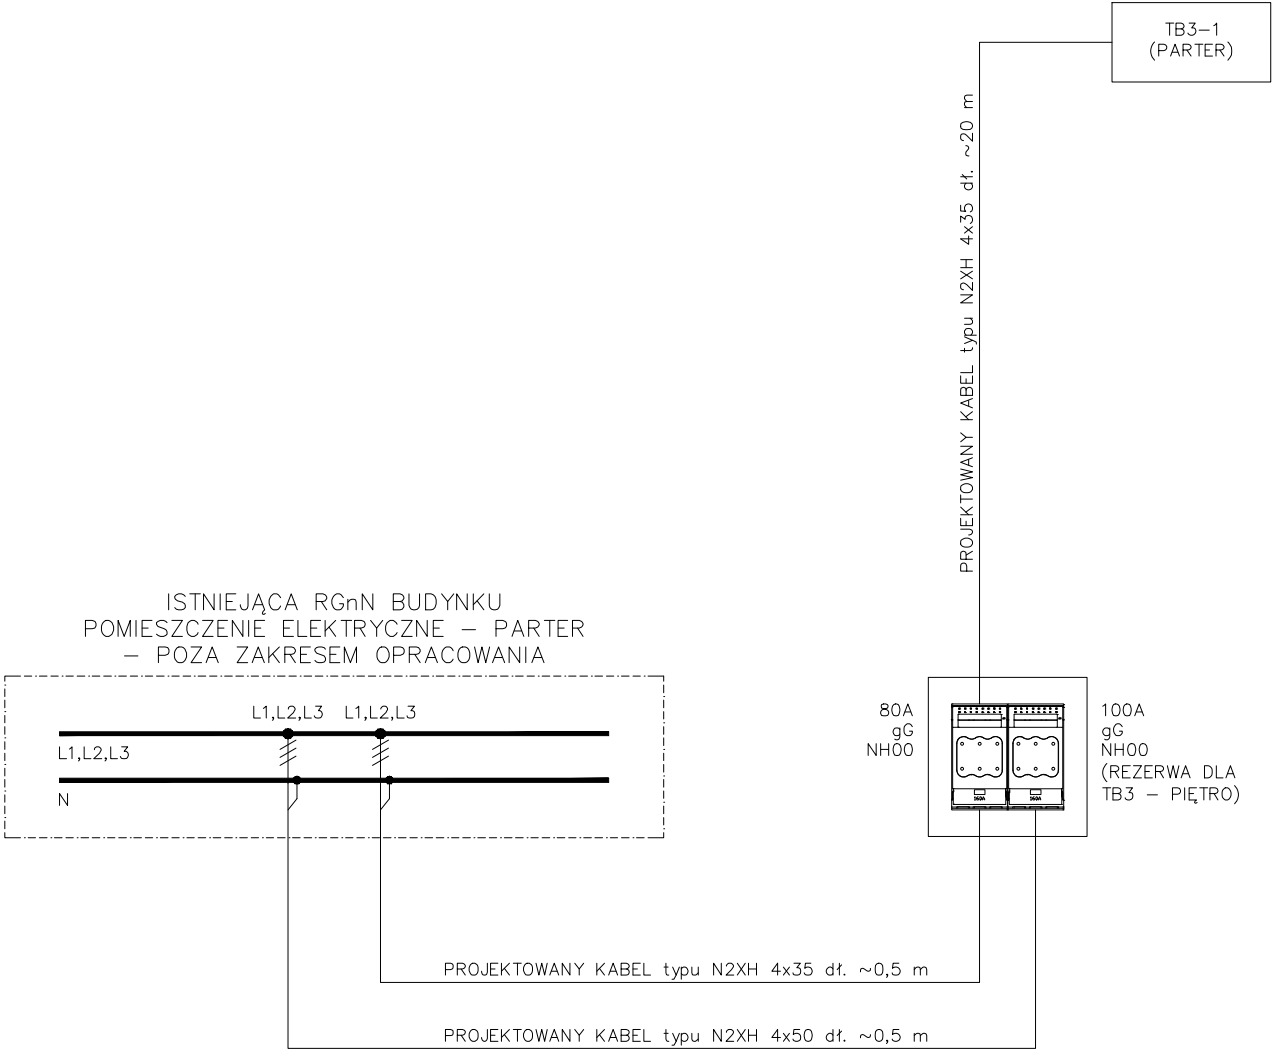 TB3-1
(PARTER)
PROJEKTOWANY KABEL typu N2XH 4x35 dł. ~20 m
ISTNIEJĄCA RGnN BUDYNKU
POMIESZCZENIE ELEKTRYCZNE - PARTER
- POZA ZAKRESEM OPRACOWANIA
L1,L2,L3 L1,L2,L3
L1,L2,L3
N
80A
gG
NH00
160A 160A
100A
gG
NH00
(REZERWA DLA
TB3 - PIĘTRO)
PROJEKTOWANY KABEL typu N2XH 4x35 dł. ~0,5 m
PROJEKTOWANY KABEL typu N2XH 4x50 dł. ~0,5 m